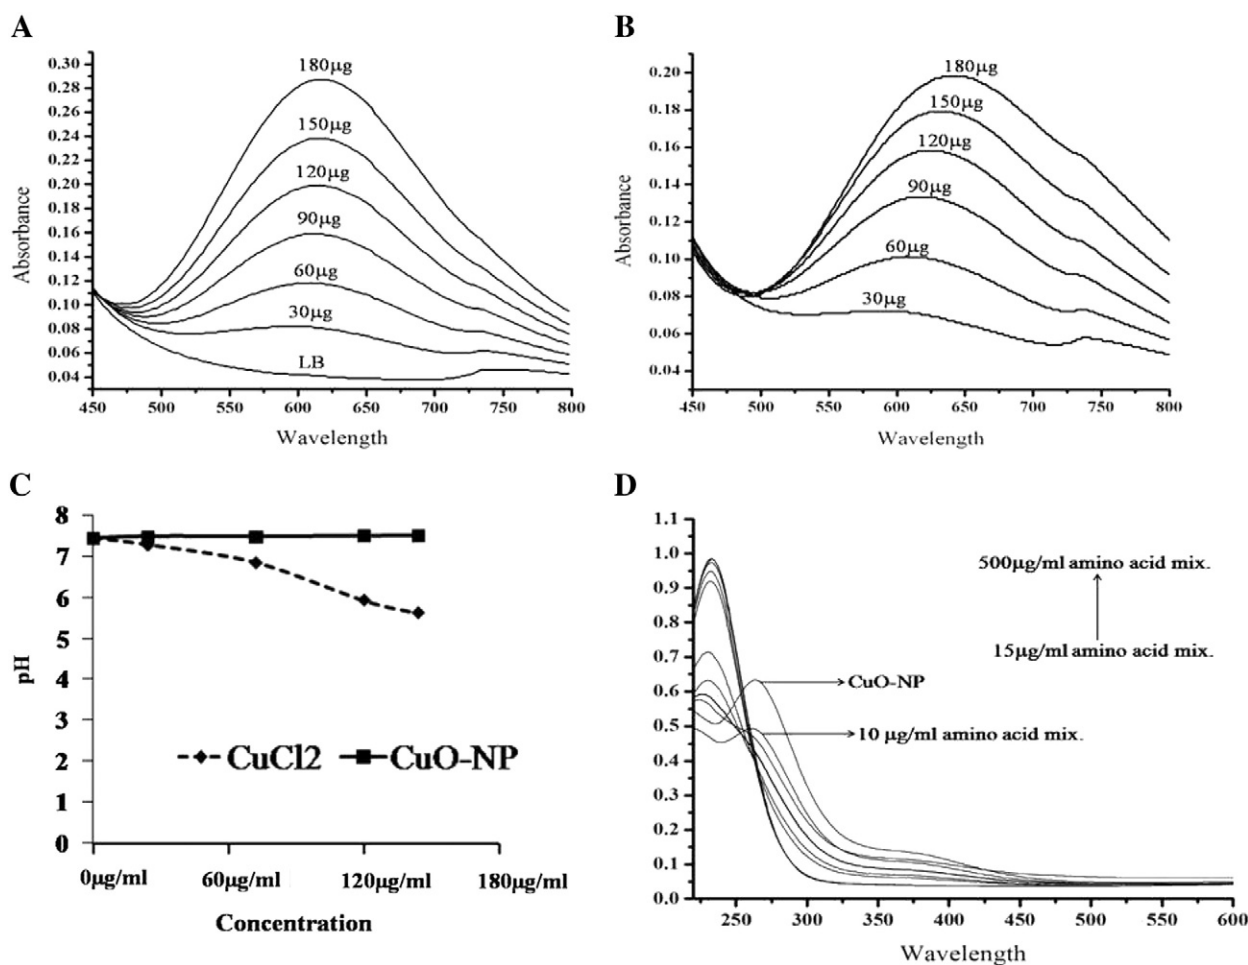 A
0.30
0.28
0.26
0.24
0.22
0.20
0.18
0.16
0.14
0.12
0.10
0.08
0.06
0.04
Absorbance
180µg
150µg
120µg
90µg
60µg
30µg
LB
450 500 550 600 650 700 750 800
Wavelength
B
0.20
0.18
0.16
0.14
0.12
0.10
0.08
0.06
0.04
Absorbance
180µg
150µg
120µg
90µg
60µg
30µg
450 500 550 600 650 700 750 800
Wavelength
C
8
7
6
5
4
3
2
1
0
pH
CuCl2 CuO-NP
0µg/ml 60µg/ml 120µg/ml 180µg/ml
Concentration
D
1.1
1.0
0.9
0.8
0.7
0.6
0.5
0.4
0.3
0.2
0.1
0.0
500µg/ml amino acid mix.
15µg/ml amino acid mix.
CuO-NP
10 µg/ml amino acid mix.
250 300 350 400 450 500 550 600
Wavelength